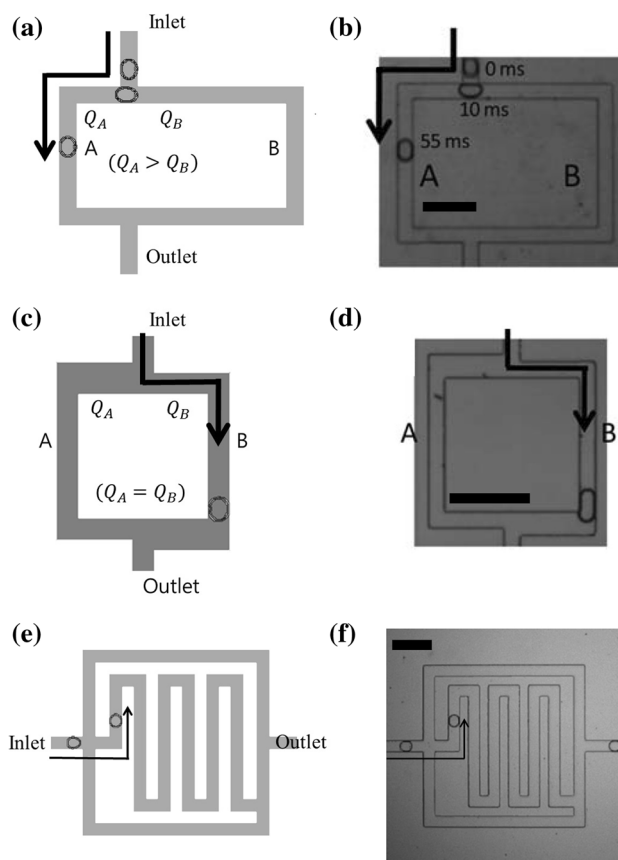 (a)
Inlet
Q_A Q_B
A (Q_A > Q_B) B
Outlet
(b)
0 ms
10 ms
55 ms
A B
(c)
Inlet
Q_A Q_B
A B
(Q_A = Q_B)
Outlet
(d)
A B
(e)
Inlet Outlet
(f)